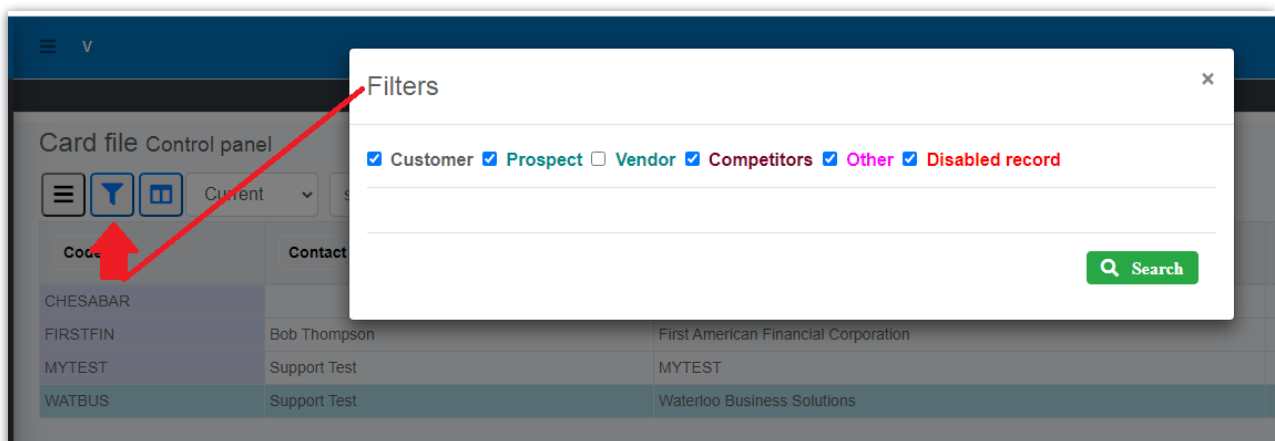 V
Filters ×
Card file Control panel
Customer Prospect Vendor Competitors Other Disabled record
Current s
Code Contact
Search
CHESABAR
FIRSTFIN Bob Thompson First American Financial Corporation
MYTEST Support Test MYTEST
WATBUS Support Test Waterloo Business Solutions